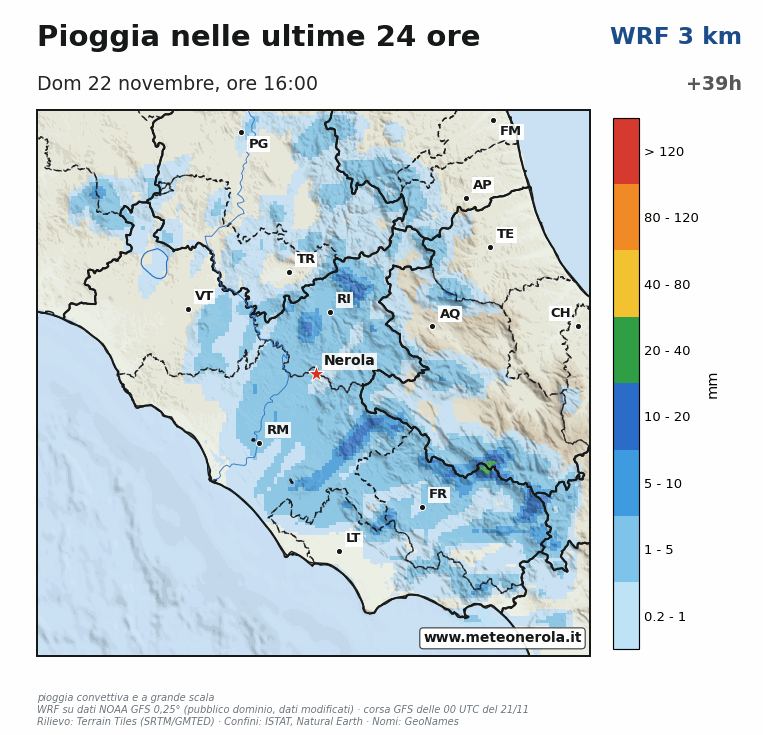 Pioggia nelle ultime 24 ore
WRF 3 km
Dom 22 novembre, ore 16:00
+39h
FM
PG
AP
TE
TR
VT
RI
AQ
CH
Nerola
RM
FR
LT
www.meteonerola.it
> 120
80 - 120
40 - 80
20 - 40
10 - 20
5 - 10
1 - 5
0.2 - 1
mm
pioggia convettiva e a grande scala
WRF su dati NOAA GFS 0,25° (pubblico dominio, dati modificati) · corsa GFS delle 00 UTC del 21/11
Rilievo: Terrain Tiles (SRTM/GMTED) · Confini: ISTAT, Natural Earth · Nomi: GeoNames